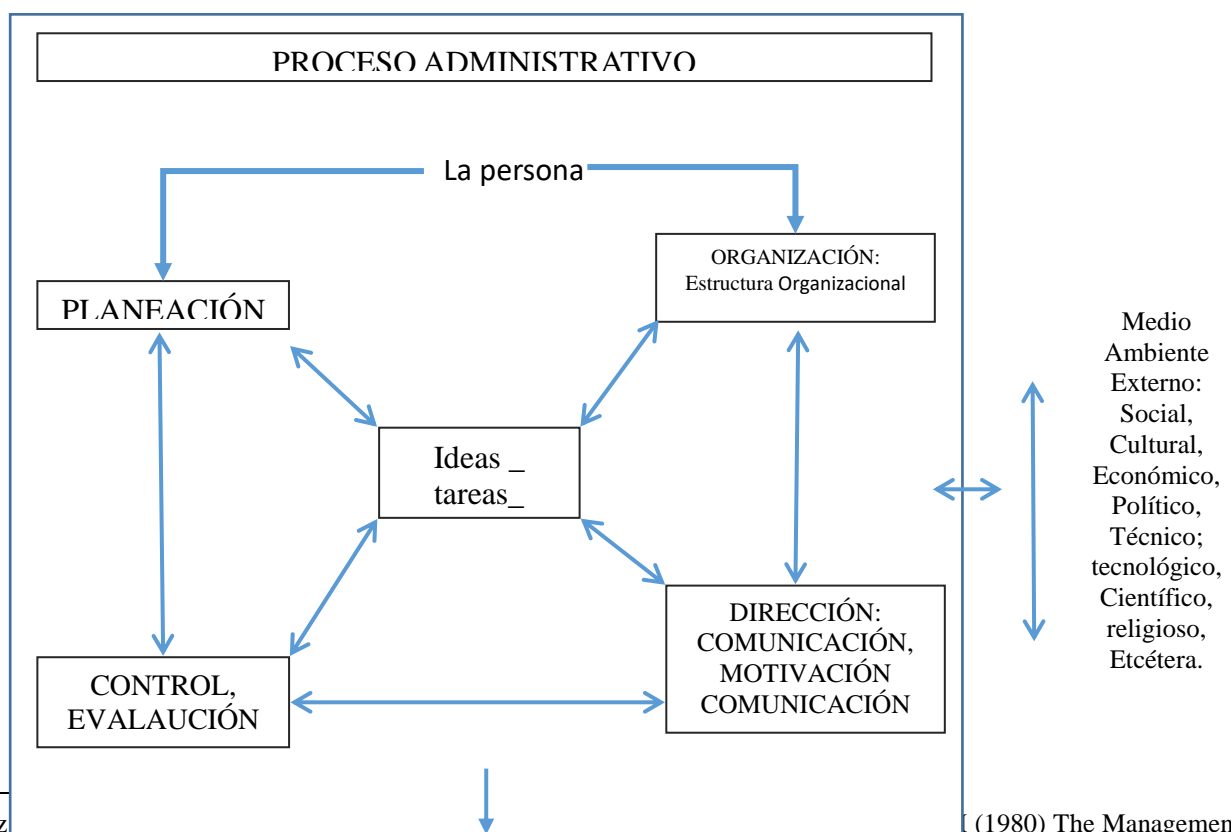 PROCESO ADMINISTRATIVO
La persona
ORGANIZACIÓN:
Estructura Organizacional
PLANEACIÓN
Ideas _
tareas_
DIRECCIÓN:
COMUNICACIÓN,
MOTIVACIÓN
COMUNICACIÓN
CONTROL,
EVALAUCIÓN
Medio
Ambiente
Externo:
Social,
Cultural,
Económico,
Político,
Técnico;
tecnológico,
Científico,
religioso,
Etcétera.
(1980) The Managemen